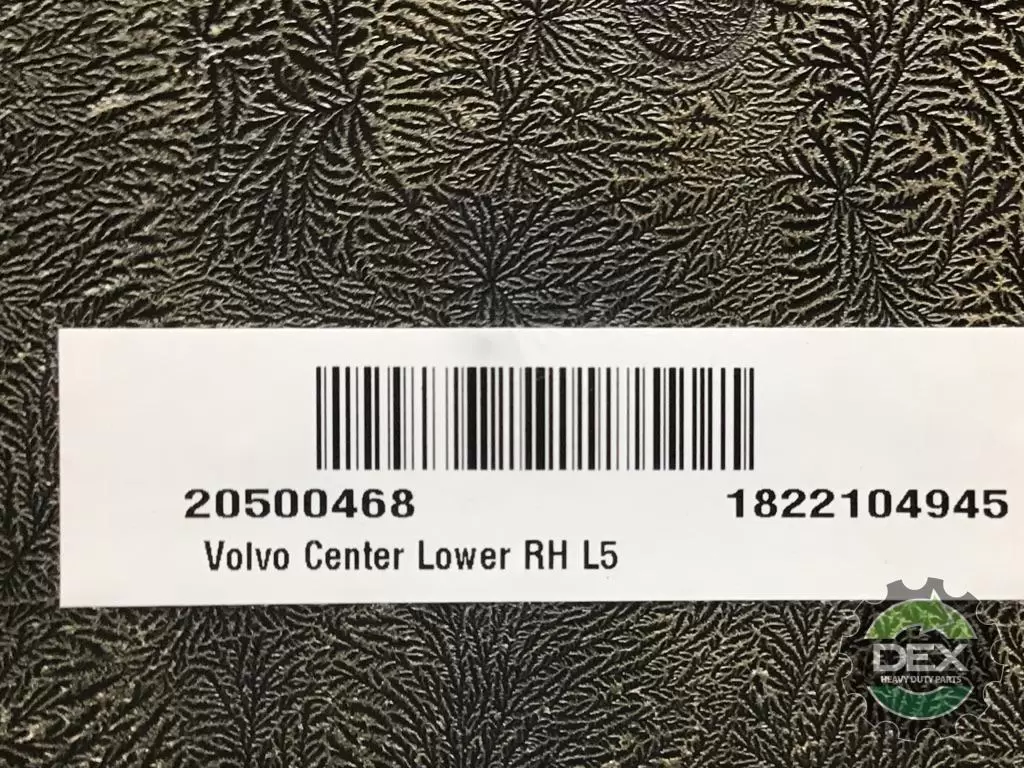 20500468 1822104945
Volvo Center Lower RH L5
DEX
HEAVY DUTY PARTS